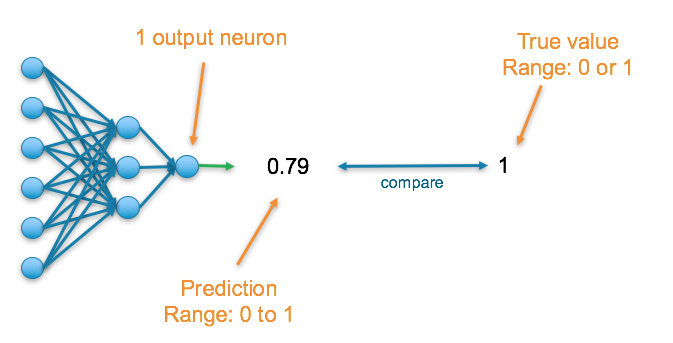 1 output neuron
True value
Range: 0 or 1
0.79
compare
1
Prediction
Range: 0 to 1